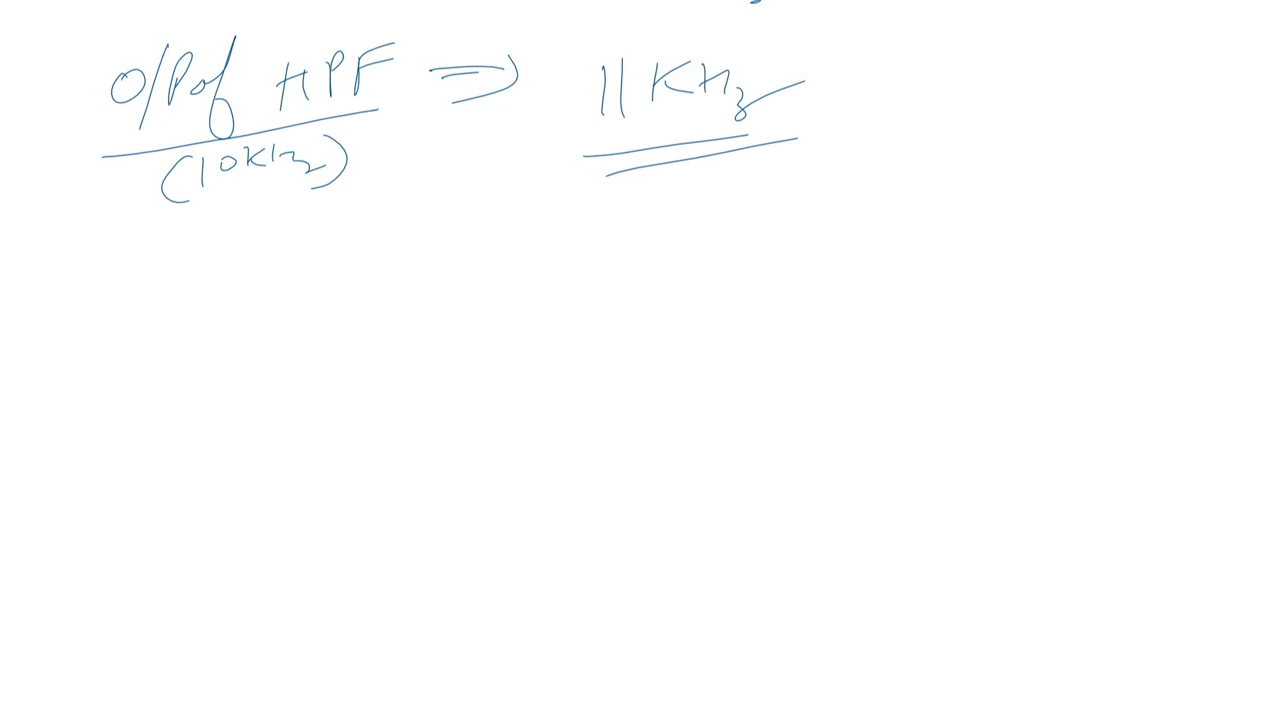 O/P of HPF ⇒ 11 KHz
(10KHz)